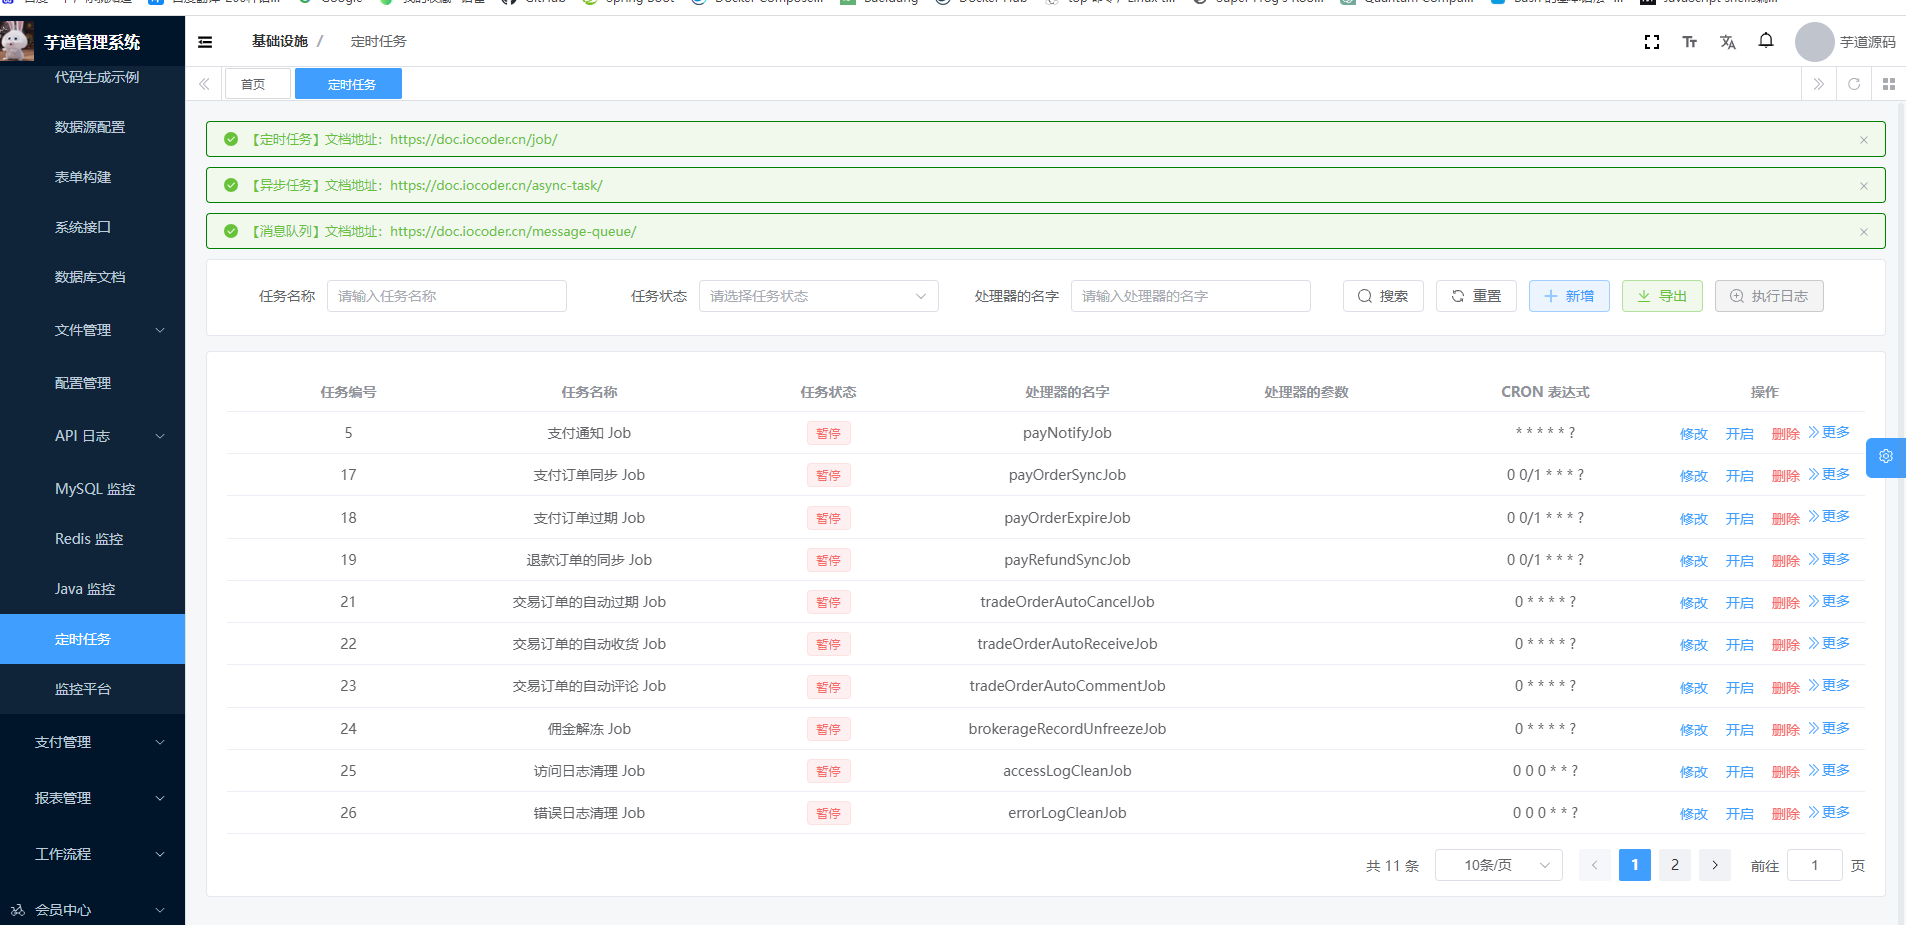 芋道管理系统
基础设施 / 定时任务
芋道源码
首页
定时任务
代码生成示例
数据源配置
表单构建
系统接口
数据库文档
文件管理
配置管理
API 日志
MySQL 监控
Redis 监控
Java 监控
定时任务
监控平台
支付管理
报表管理
工作流程
会员中心
【定时任务】文档地址：https://doc.iocoder.cn/job/
【异步任务】文档地址：https://doc.iocoder.cn/async-task/
【消息队列】文档地址：https://doc.iocoder.cn/message-queue/
任务名称 请输入任务名称 任务状态 请选择任务状态 处理器的名字 请输入处理器的名字 搜索 重置 新增 导出 执行日志
任务编号 任务名称 任务状态 处理器的名字 处理器的参数 CRON 表达式 操作
5 支付通知 Job 暂停 payNotifyJob * * * * * ? 修改 开启 删除 更多
17 支付订单同步 Job 暂停 payOrderSyncJob 0 0/1 * * * ? 修改 开启 删除 更多
18 支付订单过期 Job 暂停 payOrderExpireJob 0 0/1 * * * ? 修改 开启 删除 更多
19 退款订单的同步 Job 暂停 payRefundSyncJob 0 0/1 * * * ? 修改 开启 删除 更多
21 交易订单的自动过期 Job 暂停 tradeOrderAutoCancelJob 0 * * * * ? 修改 开启 删除 更多
22 交易订单的自动收货 Job 暂停 tradeOrderAutoReceiveJob 0 * * * * ? 修改 开启 删除 更多
23 交易订单的自动评论 Job 暂停 tradeOrderAutoCommentJob 0 * * * * ? 修改 开启 删除 更多
24 佣金解冻 Job 暂停 brokerageRecordUnfreezeJob 0 * * * * ? 修改 开启 删除 更多
25 访问日志清理 Job 暂停 accessLogCleanJob 0 0 0 * * ? 修改 开启 删除 更多
26 错误日志清理 Job 暂停 errorLogCleanJob 0 0 0 * * ? 修改 开启 删除 更多
共 11 条 10条/页 1 2 前往 1 页